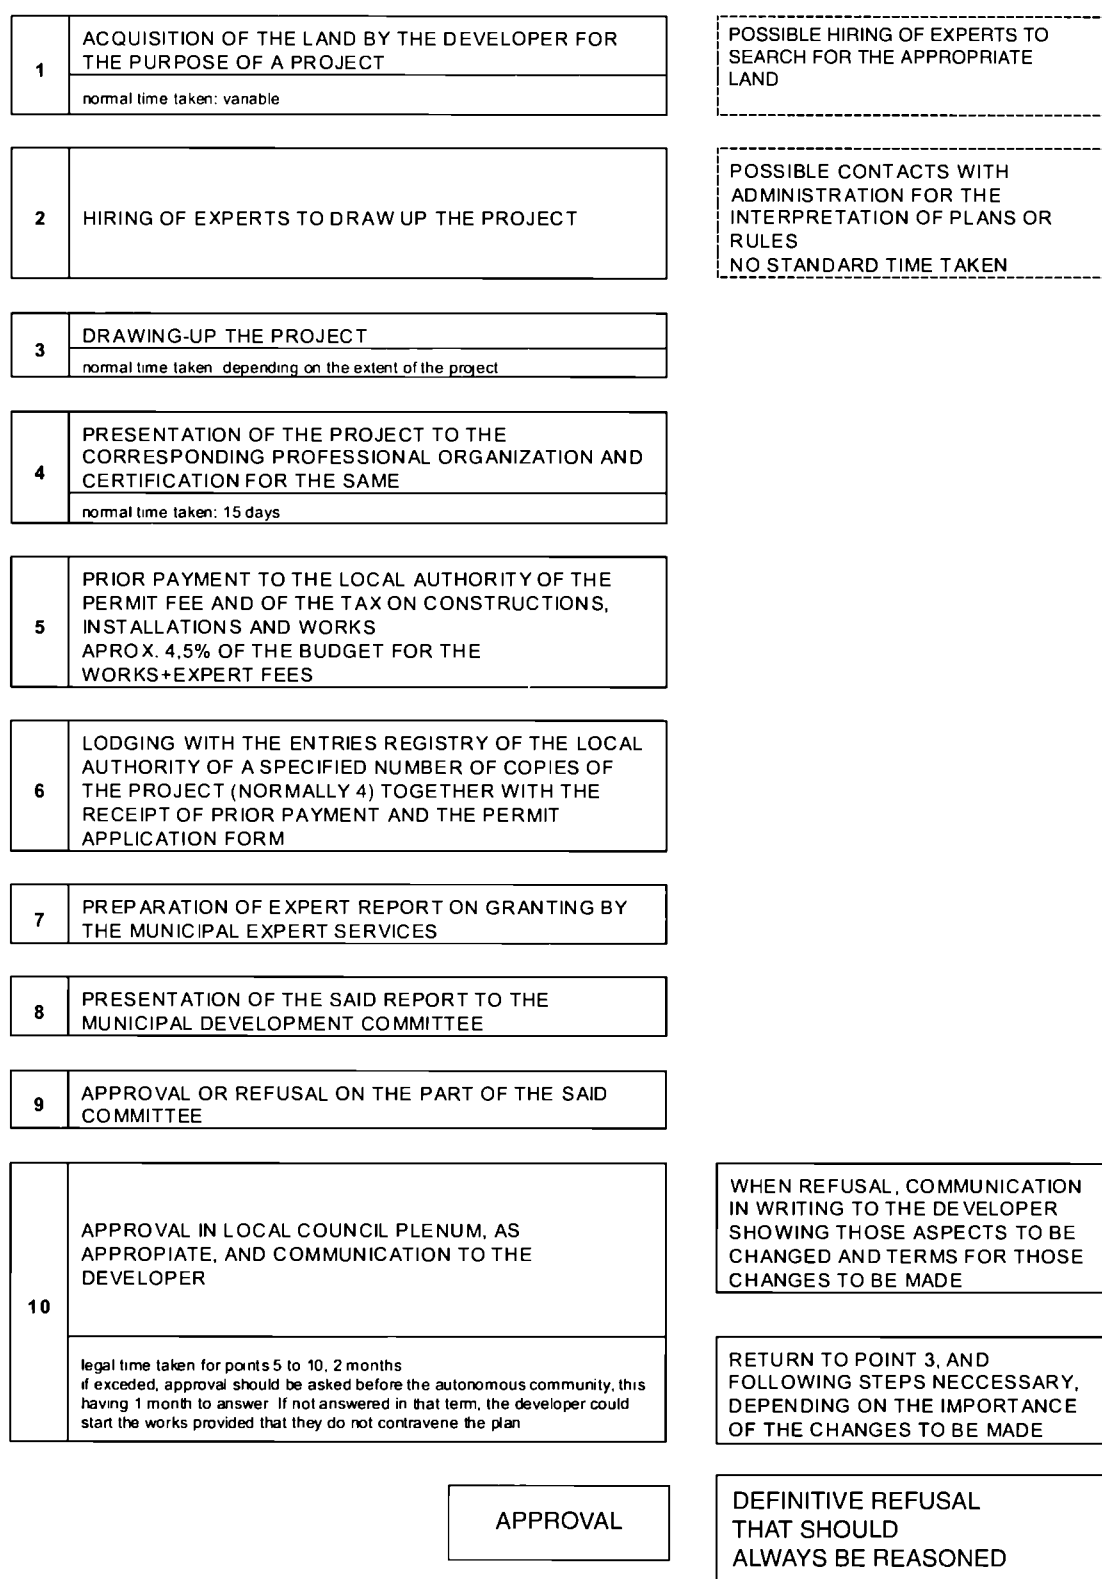 1
ACQUISITION OF THE LAND BY THE DEVELOPER FOR
THE PURPOSE OF A PROJECT
normal time taken: variable
POSSIBLE HIRING OF EXPERTS TO
SEARCH FOR THE APPROPRIATE
LAND
2
HIRING OF EXPERTS TO DRAW UP THE PROJECT
POSSIBLE CONTACTS WITH
ADMINISTRATION FOR THE
INTERPRETATION OF PLANS OR
RULES
NO STANDARD TIME TAKEN
3
DRAWING-UP THE PROJECT
normal time taken depending on the extent of the project
4
PRESENTATION OF THE PROJECT TO THE
CORRESPONDING PROFESSIONAL ORGANIZATION AND
CERTIFICATION FOR THE SAME
normal time taken: 15 days
5
PRIOR PAYMENT TO THE LOCAL AUTHORITY OF THE
PERMIT FEE AND OF THE TAX ON CONSTRUCTIONS,
INSTALLATIONS AND WORKS
APROX. 4,5% OF THE BUDGET FOR THE
WORKS+EXPERT FEES
6
LODGING WITH THE ENTRIES REGISTRY OF THE LOCAL
AUTHORITY OF A SPECIFIED NUMBER OF COPIES OF
THE PROJECT (NORMALLY 4) TOGETHER WITH THE
RECEIPT OF PRIOR PAYMENT AND THE PERMIT
APPLICATION FORM
7
PREPARATION OF EXPERT REPORT ON GRANTING BY
THE MUNICIPAL EXPERT SERVICES
8
PRESENTATION OF THE SAID REPORT TO THE
MUNICIPAL DEVELOPMENT COMMITTEE
9
APPROVAL OR REFUSAL ON THE PART OF THE SAID
COMMITTEE
10
APPROVAL IN LOCAL COUNCIL PLENUM, AS
APPROPIATE, AND COMMUNICATION TO THE
DEVELOPER
legal time taken for points 5 to 10, 2 months
if exceded, approval should be asked before the autonomous community, this
having 1 month to answer If not answered in that term, the developer could
start the works provided that they do not contravene the plan
WHEN REFUSAL, COMMUNICATION
IN WRITING TO THE DEVELOPER
SHOWING THOSE ASPECTS TO BE
CHANGED AND TERMS FOR THOSE
CHANGES TO BE MADE
RETURN TO POINT 3, AND
FOLLOWING STEPS NECCESSARY,
DEPENDING ON THE IMPORTANCE
OF THE CHANGES TO BE MADE
APPROVAL
DEFINITIVE REFUSAL
THAT SHOULD
ALWAYS BE REASONED